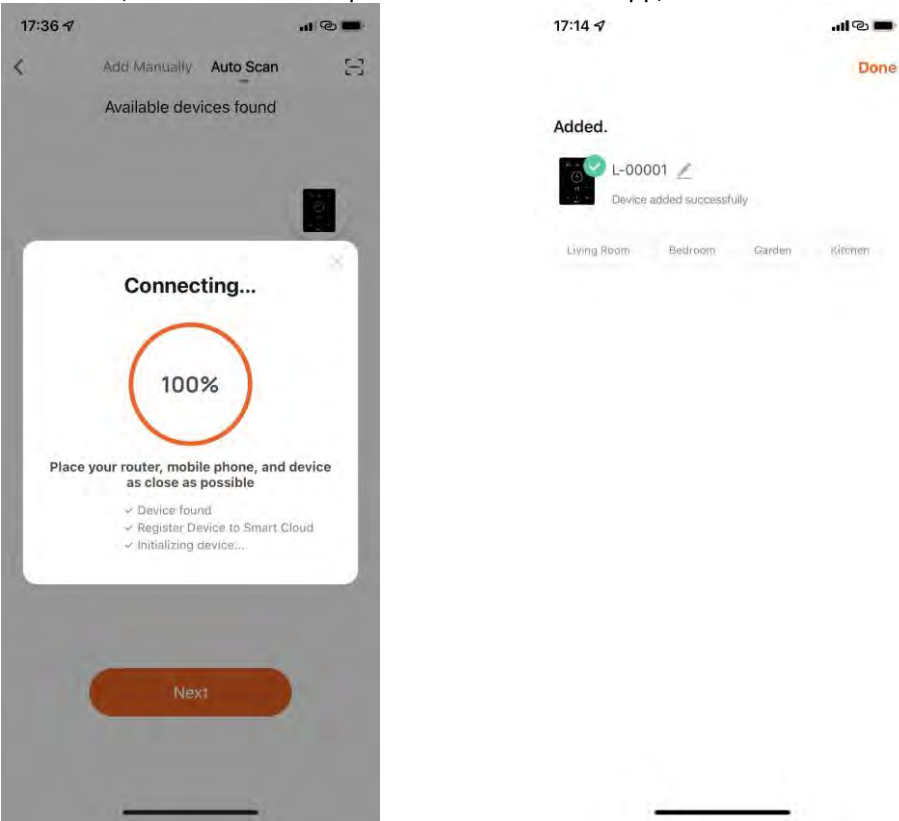 17:36
Add Manually Auto Scan
Available devices found
Connecting...
100%
Place your router, mobile phone, and device
as close as possible
✓ Device found
✓ Register Device to Smart Cloud
✓ Initializing device...
Next
17:14
Done
Added.
L-00001
Device added successfully
Living Room Bedroom Garden Kitchen